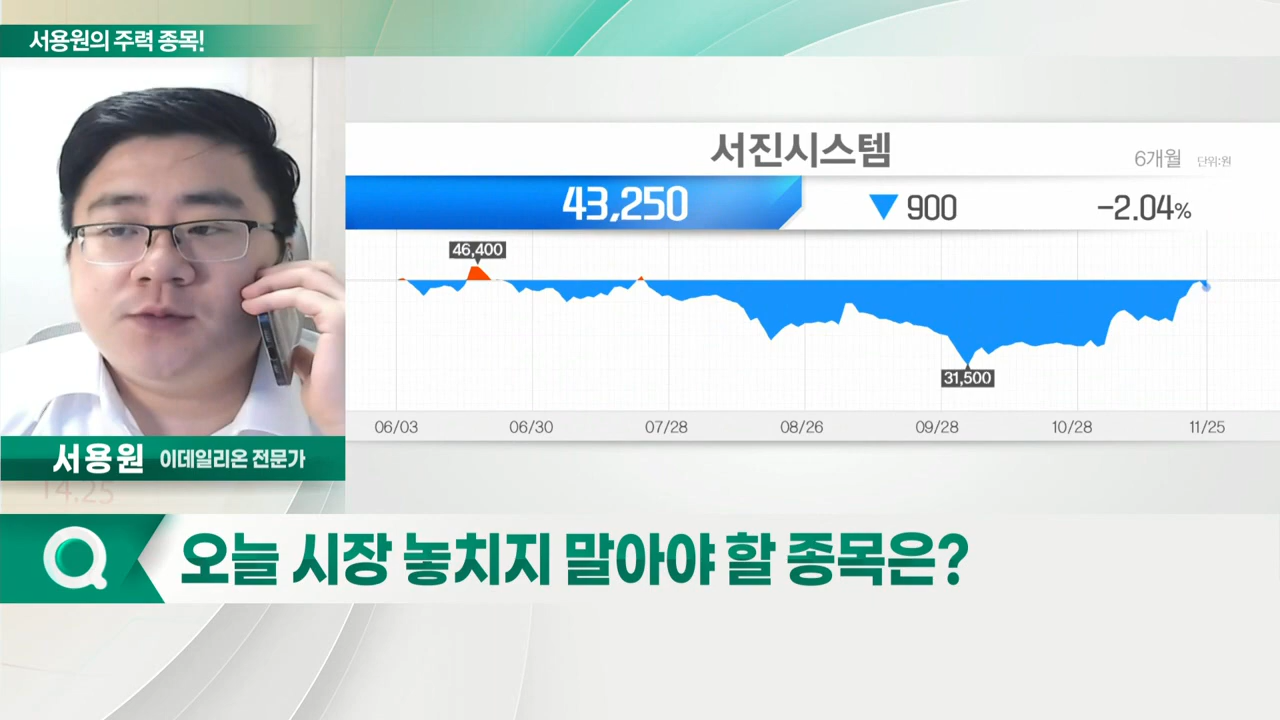 서용원의 주력 종목!
서진시스템
6개월 단위:원
43,250 ▼ 900 -2.04%
46,400
31,500
06/03 06/30 07/28 08/26 09/28 10/28 11/25
서용원 이데일리온 전문가
14.25
오늘 시장 놓치지 말아야 할 종목은?